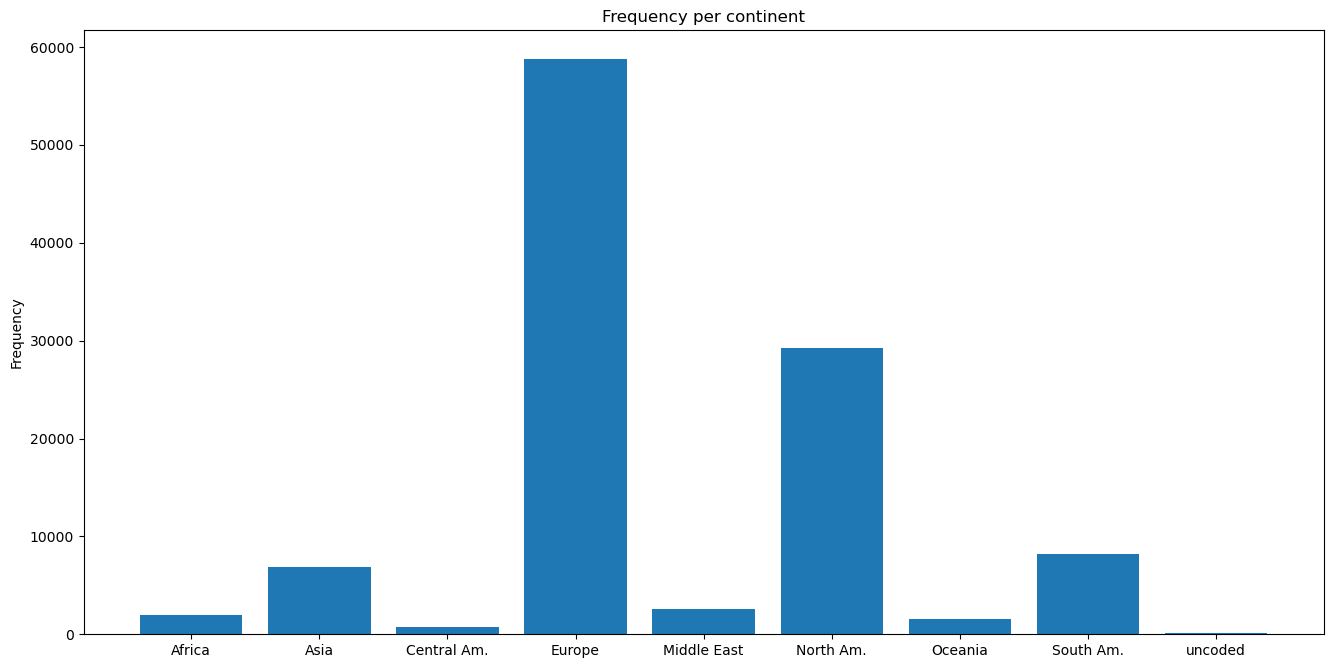 Frequency per continent
60000
50000
40000
30000
20000
10000
0
Frequency
Africa Asia Central Am. Europe Middle East North Am. Oceania South Am. uncoded